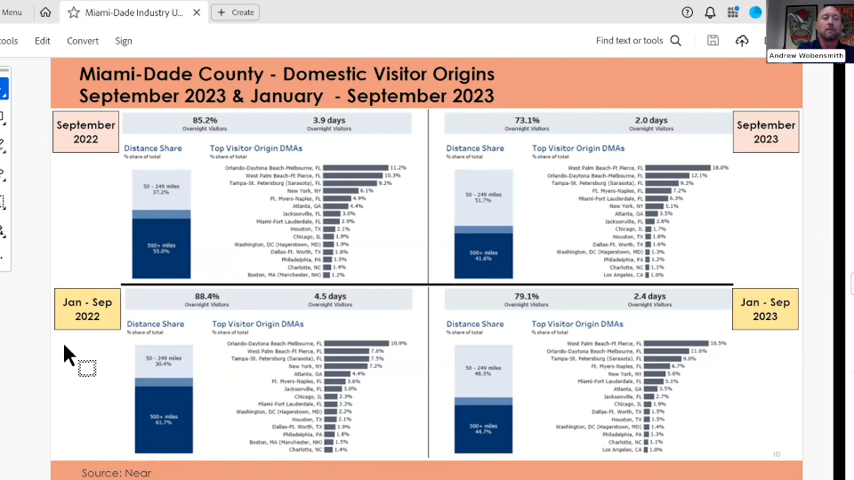 Menu
Miami-Dade Industry U...
Create
Edit
Convert
Sign
Find text or tools
Andrew Wobensmith
Miami-Dade County - Domestic Visitor Origins
September 2023 & January - September 2023
September
2022
85.2%
Overnight Visitors
3.9 days
Distance Share
% share of total
50 - 249 miles
37.2%
500+ miles
55.0%
Top Visitor Origin DMAs
% share of total
Orlando-Daytona Beach-Melbourne, FL 11.2%
West Palm Beach-Ft Pierce, FL 10.3%
Tampa-St. Petersburg (Sarasota), FL 9.2%
New York, NY 6.1%
Ft. Myers-Naples, FL 4.9%
Atlanta, GA 4.4%
Jacksonville, FL 3.0%
Miami-Fort Lauderdale, FL 2.9%
Houston, TX 2.1%
Chicago, IL 1.9%
Washington, DC (Hagerstown, MD) 1.9%
Dallas-Ft. Worth, TX 1.8%
Philadelphia, PA 1.5%
Charlotte, NC 1.4%
Boston, MA (Manchester, NH) 1.2%
September
2023
73.1%
Overnight Visitors
2.0 days
Distance Share
% share of total
50 - 249 miles
51.7%
500+ miles
41.6%
Top Visitor Origin DMAs
% share of total
West Palm Beach-Ft Pierce, FL 18.0%
Orlando-Daytona Beach-Melbourne, FL 12.1%
Tampa-St. Petersburg (Sarasota), FL 9.2%
Ft. Myers-Naples, FL 7.2%
Miami-Fort Lauderdale, FL 6.3%
New York, NY 5.1%
Atlanta, GA 3.5%
Jacksonville, FL 2.6%
Chicago, IL 1.7%
Houston, TX 1.6%
Dallas-Ft. Worth, TX 1.6%
Washington, DC (Hagerstown, MD) 1.3%
Philadelphia, PA 1.2%
Charlotte, NC 1.1%
Los Angeles, CA 1.0%
Jan - Sep
2022
88.4%
Overnight Visitors
4.5 days
Distance Share
% share of total
50 - 249 miles
30.4%
500+ miles
61.7%
Top Visitor Origin DMAs
% share of total
Orlando-Daytona Beach-Melbourne, FL 10.9%
West Palm Beach-Ft Pierce, FL 7.6%
Tampa-St. Petersburg (Sarasota), FL 7.5%
New York, NY 7.2%
Atlanta, GA 4.4%
Ft. Myers-Naples, FL 3.6%
Jacksonville, FL 3.0%
Chicago, IL 2.3%
Miami-Fort Lauderdale, FL 2.2%
Washington, DC (Hagerstown, MD) 2.2%
Houston, TX 2.1%
Dallas-Ft. Worth, TX 1.9%
Philadelphia, PA 1.8%
Boston, MA (Manchester, NH) 1.5%
Charlotte, NC 1.4%
Jan - Sep
2023
79.1%
Overnight Visitors
2.4 days
Distance Share
% share of total
50 - 249 miles
48.3%
500+ miles
44.7%
Top Visitor Origin DMAs
% share of total
West Palm Beach-Ft Pierce, FL 16.5%
Orlando-Daytona Beach-Melbourne, FL 11.6%
Tampa-St. Petersburg (Sarasota), FL 9.6%
Ft. Myers-Naples, FL 6.7%
New York, NY 5.6%
Miami-Fort Lauderdale, FL 5.1%
Atlanta, GA 3.5%
Jacksonville, FL 2.7%
Chicago, IL 1.9%
Dallas-Ft. Worth, TX 1.5%
Houston, TX 1.5%
Washington, DC (Hagerstown, MD) 1.4%
Philadelphia, PA 1.3%
Charlotte, NC 1.1%
Los Angeles, CA 1.0%
10
Source: Near